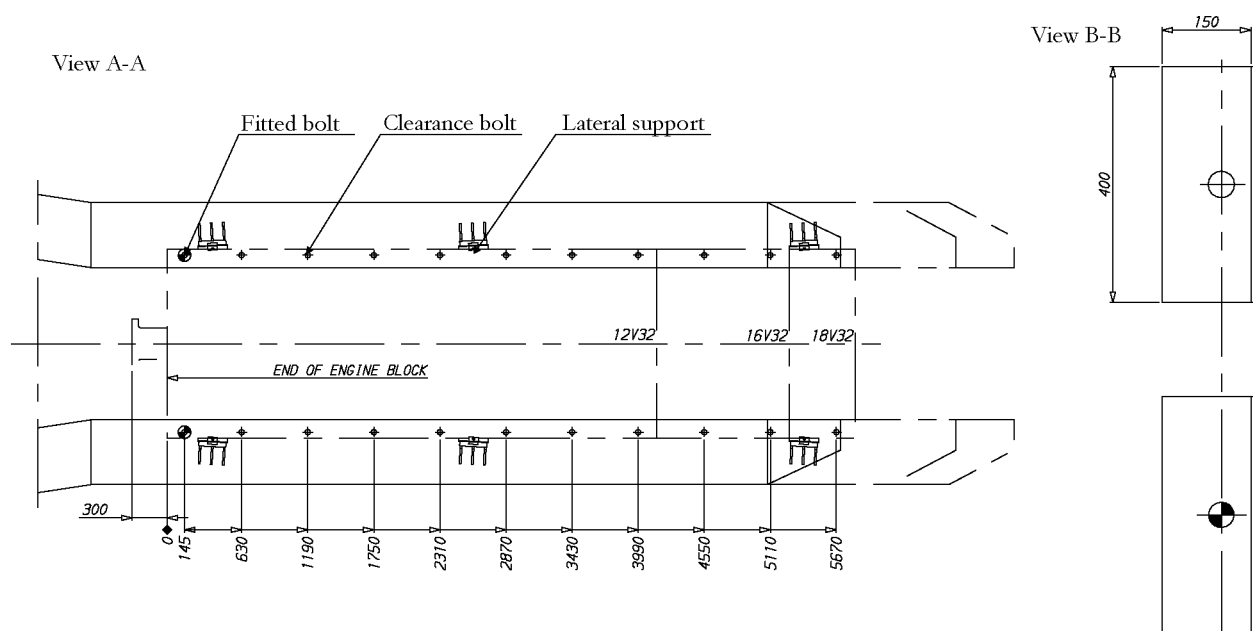 150
View B-B
View A-A
Fitted bolt
Clearance bolt
Lateral support
400
12V32
16V32
18V32
END OF ENGINE BLOCK
300
0
145
630
1190
1750
2310
2870
3430
3990
4550
5110
5670